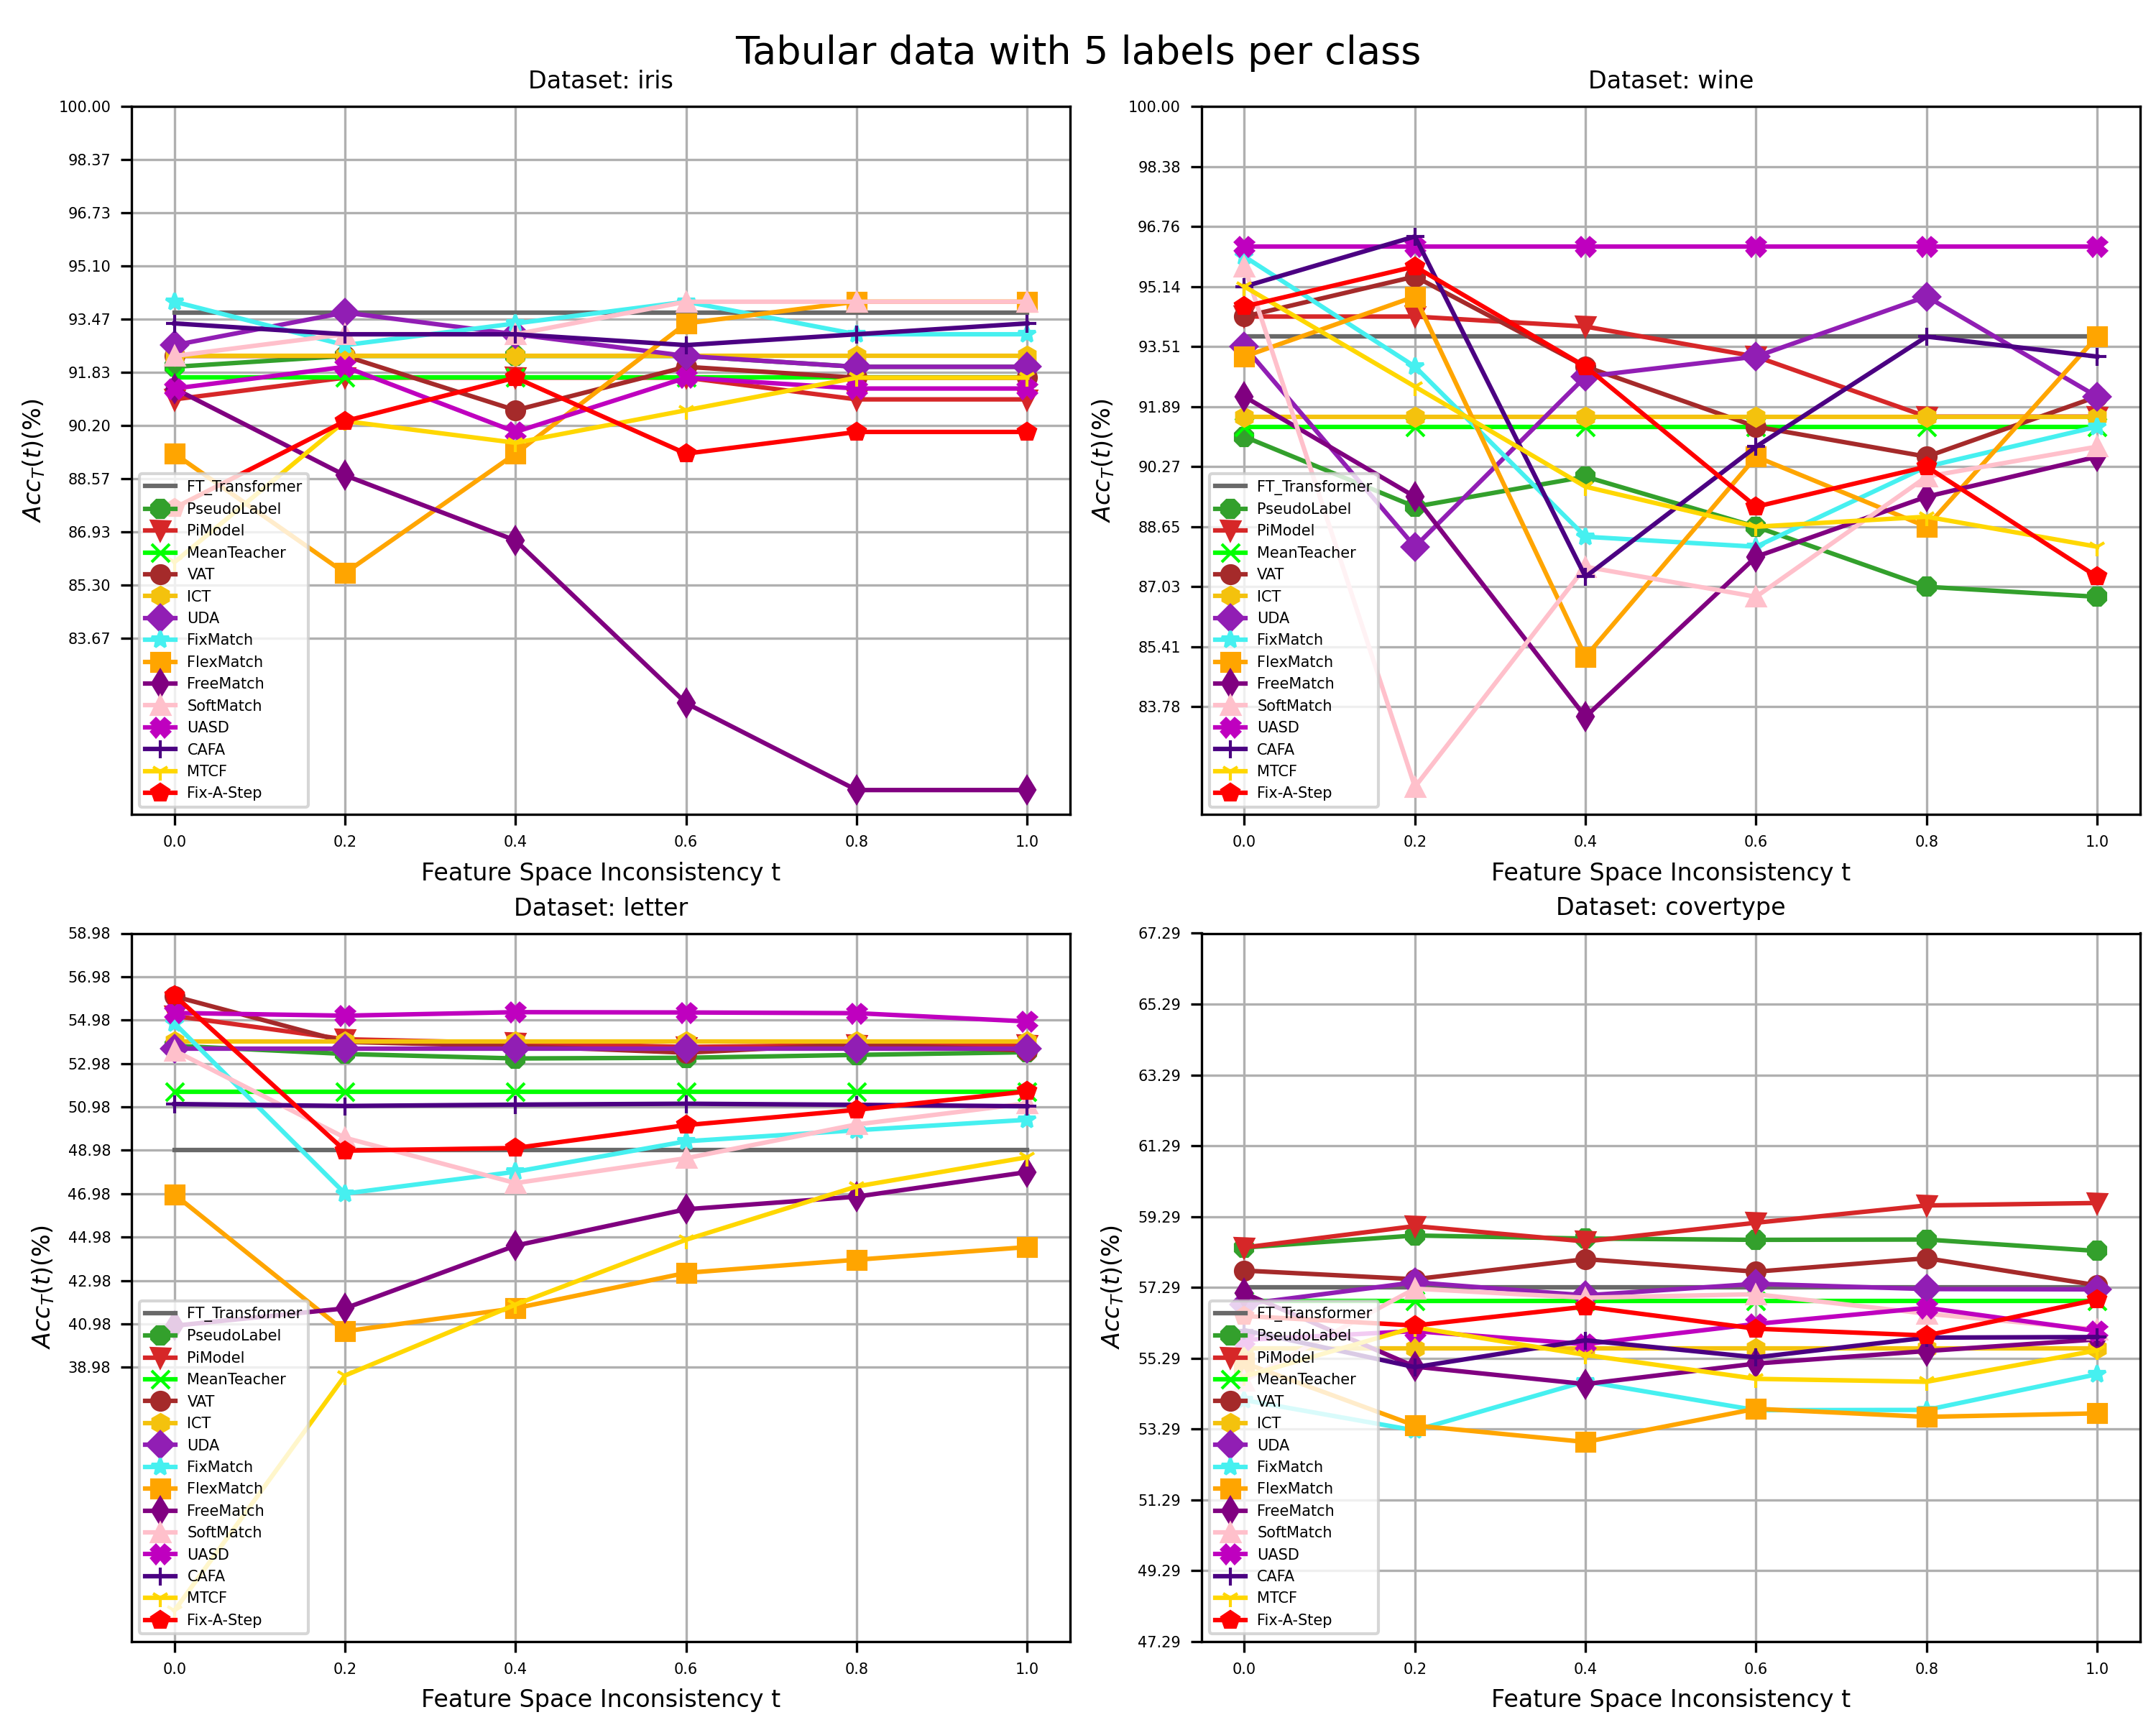 Tabular data with 5 labels per class
Dataset: iris
100.00
98.37
96.73
95.10
93.47
91.83
90.20
88.57
86.93
85.30
83.67
Acc_T(t)(%)
FT_Transformer
PseudoLabel
PiModel
MeanTeacher
VAT
ICT
UDA
FixMatch
FlexMatch
FreeMatch
SoftMatch
UASD
CAFA
MTCF
Fix-A-Step
0.0 0.2 0.4 0.6 0.8 1.0
Feature Space Inconsistency t
Dataset: wine
100.00
98.38
96.76
95.14
93.51
91.89
90.27
88.65
87.03
85.41
83.78
Acc_T(t)(%)
FT_Transformer
PseudoLabel
PiModel
MeanTeacher
VAT
ICT
UDA
FixMatch
FlexMatch
FreeMatch
SoftMatch
UASD
CAFA
MTCF
Fix-A-Step
0.0 0.2 0.4 0.6 0.8 1.0
Feature Space Inconsistency t
Dataset: letter
58.98
56.98
54.98
52.98
50.98
48.98
46.98
44.98
42.98
40.98
38.98
Acc_T(t)(%)
FT_Transformer
PseudoLabel
PiModel
MeanTeacher
VAT
ICT
UDA
FixMatch
FlexMatch
FreeMatch
SoftMatch
UASD
CAFA
MTCF
Fix-A-Step
0.0 0.2 0.4 0.6 0.8 1.0
Feature Space Inconsistency t
Dataset: covertype
67.29
65.29
63.29
61.29
59.29
57.29
55.29
53.29
51.29
49.29
47.29
Acc_T(t)(%)
FT_Transformer
PseudoLabel
PiModel
MeanTeacher
VAT
ICT
UDA
FixMatch
FlexMatch
FreeMatch
SoftMatch
UASD
CAFA
MTCF
Fix-A-Step
0.0 0.2 0.4 0.6 0.8 1.0
Feature Space Inconsistency t